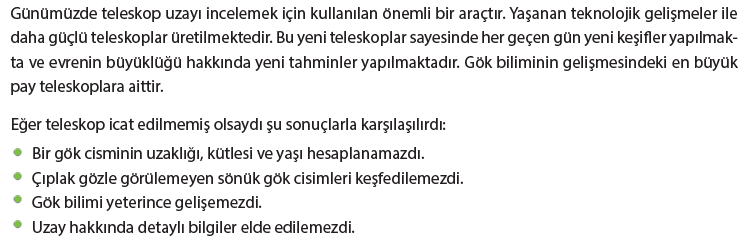 Günümüzde teleskop uzayı incelemek için kullanılan önemli bir araçtır. Yaşanan teknolojik gelişmeler ile
daha güçlü teleskoplar üretilmektedir. Bu yeni teleskoplar sayesinde her geçen gün yeni keşifler yapılmak-
ta ve evrenin büyüklüğü hakkında yeni tahminler yapılmaktadır. Gök biliminin gelişmesindeki en büyük
pay teleskoplara aittir.
Eğer teleskop icat edilmemiş olsaydı şu sonuçlarla karşılaşılırdı:
• Bir gök cisminin uzaklığı, kütlesi ve yaşı hesaplanamazdı.
• Çıplak gözle görülemeyen sönük gök cisimleri keşfedilemezdi.
• Gök bilimi yeterince gelişemezdi.
• Uzay hakkında detaylı bilgiler elde edilemezdi.